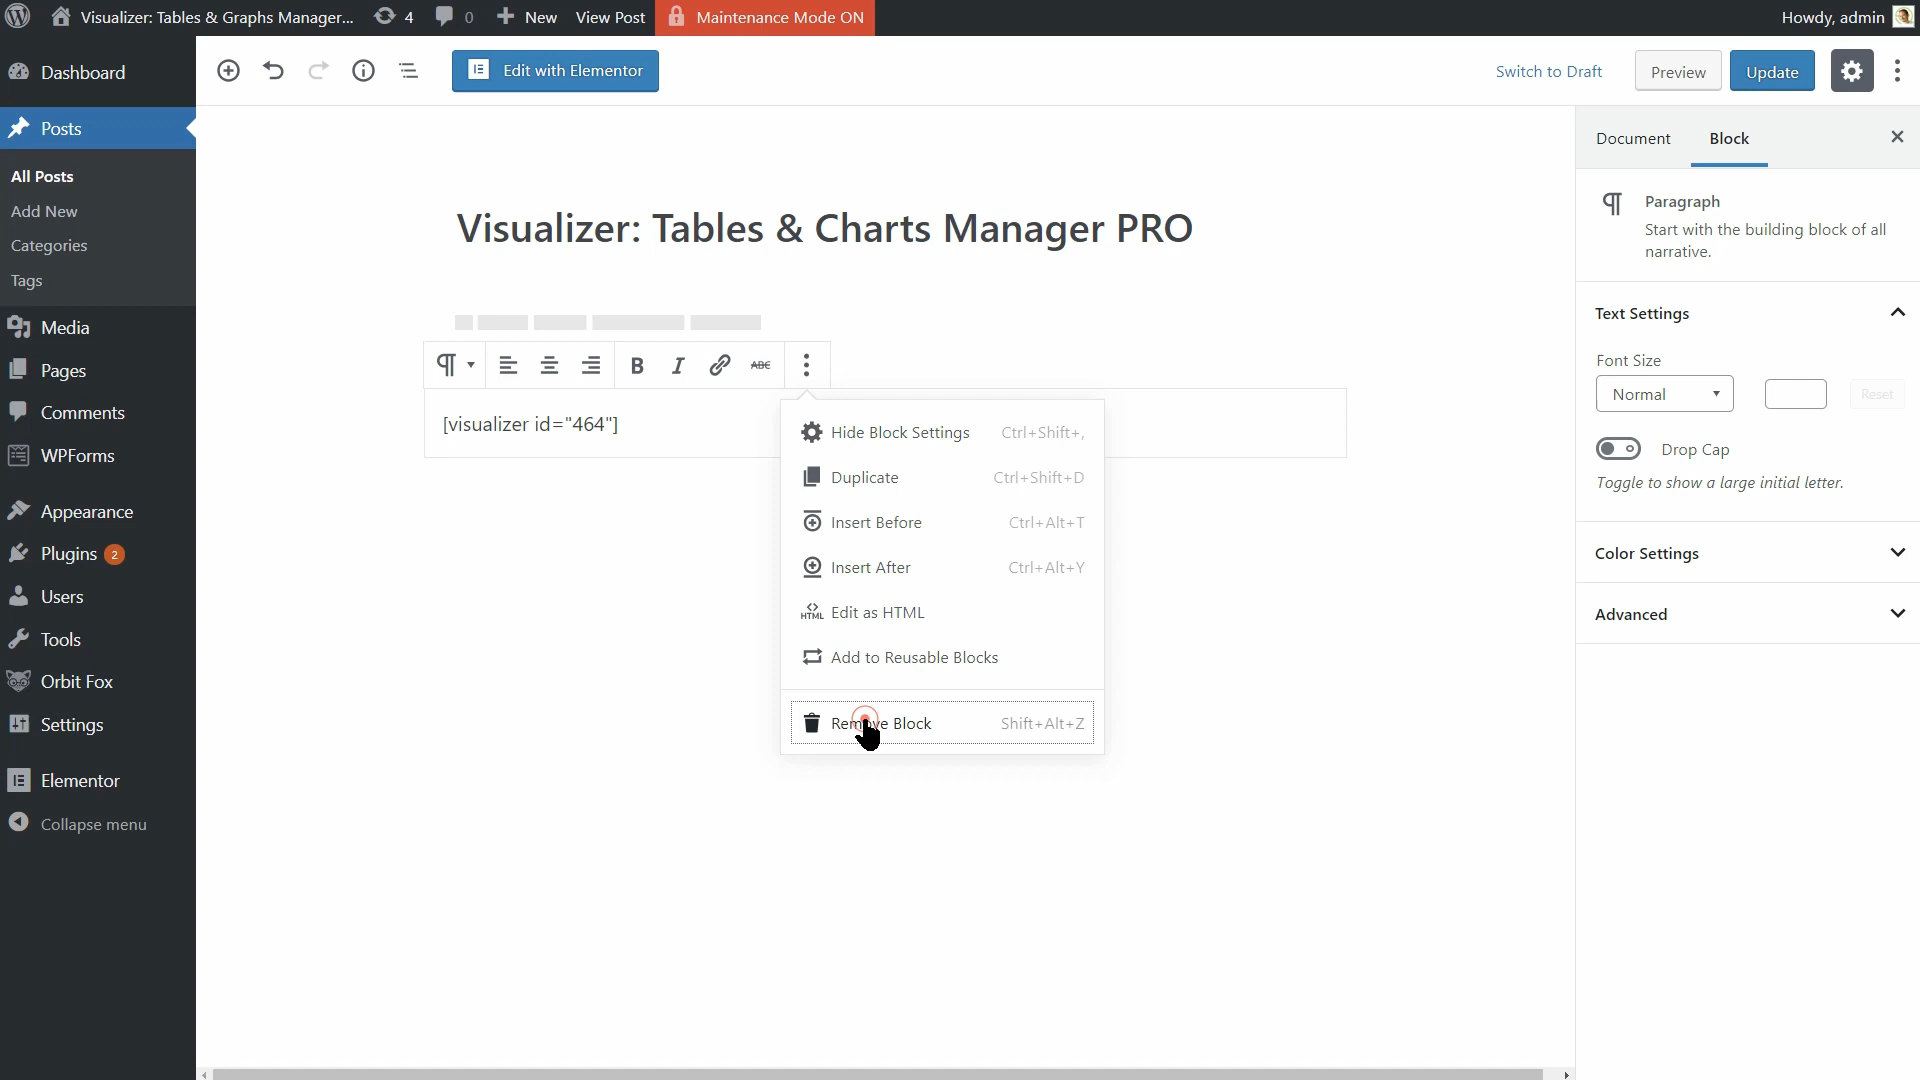 Visualizer: Tables & Graphs Manager... 4 0 New View Post Maintenance Mode ON Howdy, admin
Dashboard
Posts
All Posts
Add New
Categories
Tags
Media
Pages
Comments
WPForms
Appearance
Plugins 2
Users
Tools
Orbit Fox
Settings
Elementor
Collapse menu
Edit with Elementor
Switch to Draft Preview Update
Visualizer: Tables & Charts Manager PRO
B I ABC
[visualizer id="464"]
Hide Block Settings Ctrl+Shift+,
Duplicate Ctrl+Shift+D
Insert Before Ctrl+Alt+T
Insert After Ctrl+Alt+Y
HTML Edit as HTML
Add to Reusable Blocks
Remove Block Shift+Alt+Z
Document Block
Paragraph
Start with the building block of all
narrative.
Text Settings
Font Size
Normal Reset
Drop Cap
Toggle to show a large initial letter.
Color Settings
Advanced